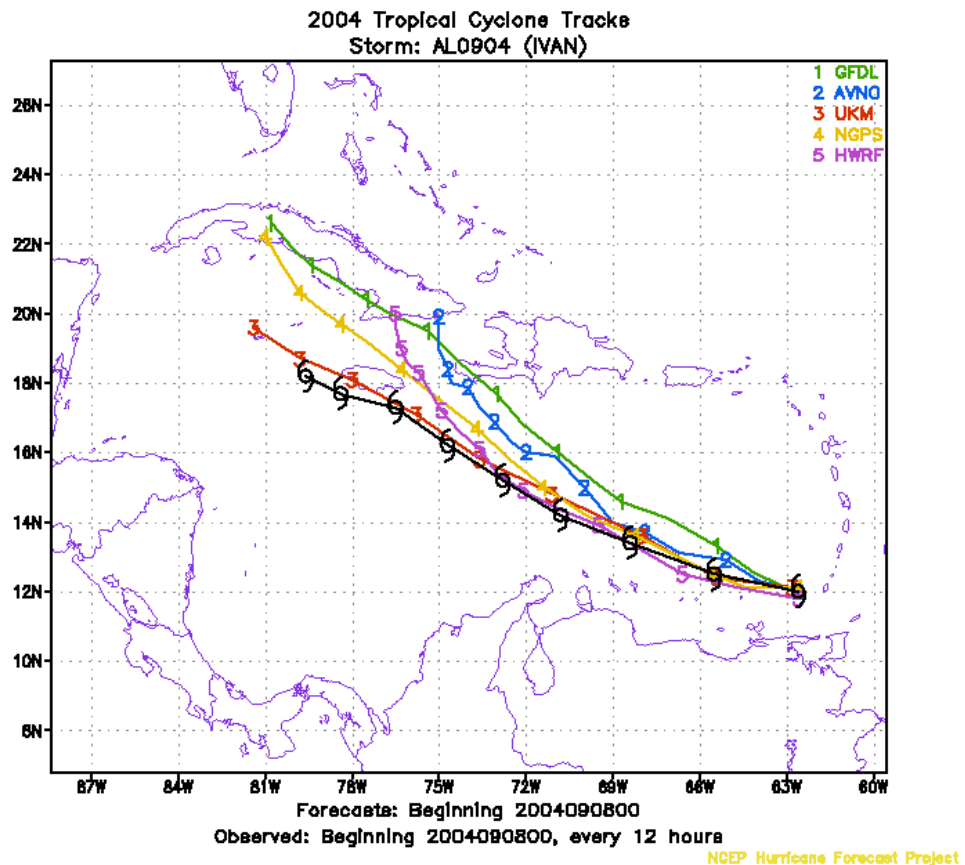 2004 Tropical Cyclone Tracks
Storm: AL0904 (IVAN)
1 GFDL
2 AVNO
3 UKM
4 NGPS
5 HWRF
26N
24N
22N
20N
18N
16N
14N
12N
10N
8N
87W 84W 81W 78W 75W 72W 69W 66W 63W 60W
Forecasts: Beginning 2004090800
Observed: Beginning 2004090800, every 12 hours
NCEP Hurricane Forecast Project